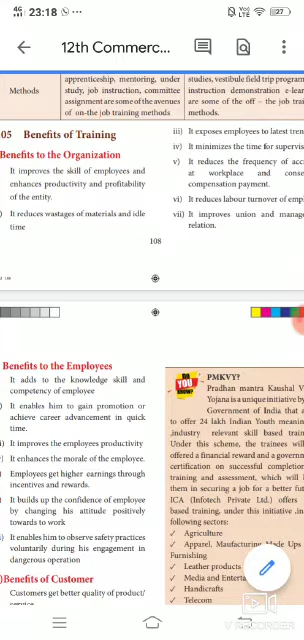 4G 23:18
Vo) LTE 27
12th Commerc...
Methods
apprenticeship, mentoring, under
study, job instruction, committee
assignment are some of the avenues
of on-the job training methods
studies, vestibule field trip program
instruction demonstration e-lear
are some of the off – the job trai
methods.
05 Benefits of Training
Benefits to the Organization
It improves the skill of employees and
enhances productivity and profitability
of the entity.
It reduces wastages of materials and idle
time
iii) It exposes employees to latest tren
iv) It minimizes the time for supervis
v) It reduces the frequency of acc
at workplace and conse
compensation payment.
vi) It reduces labour turnover of empl
vii) It improves union and manage
relation.
108
Benefits to the Employees
It adds to the knowledge skill and
competency of employee
It enables him to gain promotion or
achieve career advancement in quick
time.
It improves the employees productivity
It enhances the morale of the employee.
Employees get higher earnings through
incentives and rewards.
It builds up the confidence of employee
by changing his attitude positively
towards to work
It enables him to observe safety practices
voluntarily during his engagement in
dangerous operation
)Benefits of Customer
Customers get better quality of product/
service
DO YOU KNOW?
PMKVY?
Pradhan mantra Kaushal V
Yojana is a unique initiative by
Government of India that a
to offer 24 lakh Indian Youth meanin
,industry relevant skill based train
Under this scheme, the trainees will
offered a financial reward and a govern
certification on successful completion
training and assessment, which will
them in securing a job for a better futu
ICA (Infotech Private Ltd.) offers
based training, under this initiative ,in
following sectors:
✓ Agriculture
✓ Apparel, Maufacturing Made Ups
Furnishing
✓ Leather products
✓ Media and Enterta
✓ Handicrafts
✓ Telecom
VIDEOSHOW